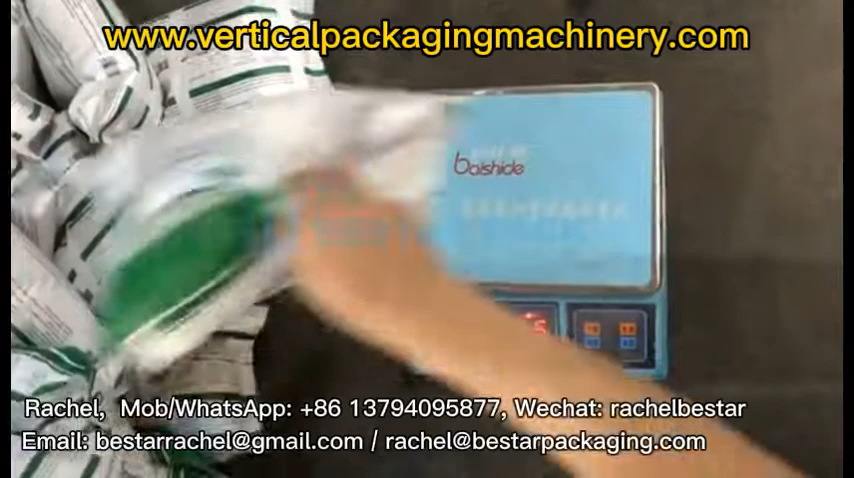 www.verticalpackagingmachinery.com
baishide
Rachel, Mob/WhatsApp: +86 13794095877, Wechat: rachelbestar
Email: bestarrachel@gmail.com / rachel@bestarpackaging.com